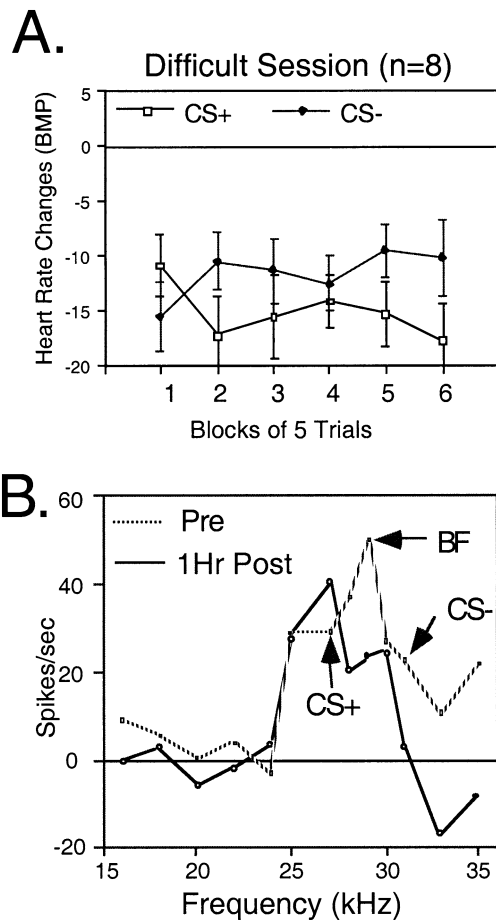 A.
Difficult Session (n=8)
CS+ CS-
Heart Rate Changes (BMP)
5
0
-5
-10
-15
-20
1 2 3 4 5 6
Blocks of 5 Trials
B.
Pre
1Hr Post
BF
CS-
CS+
Spikes/sec
60
40
20
0
-20
15 20 25 30 35
Frequency (kHz)